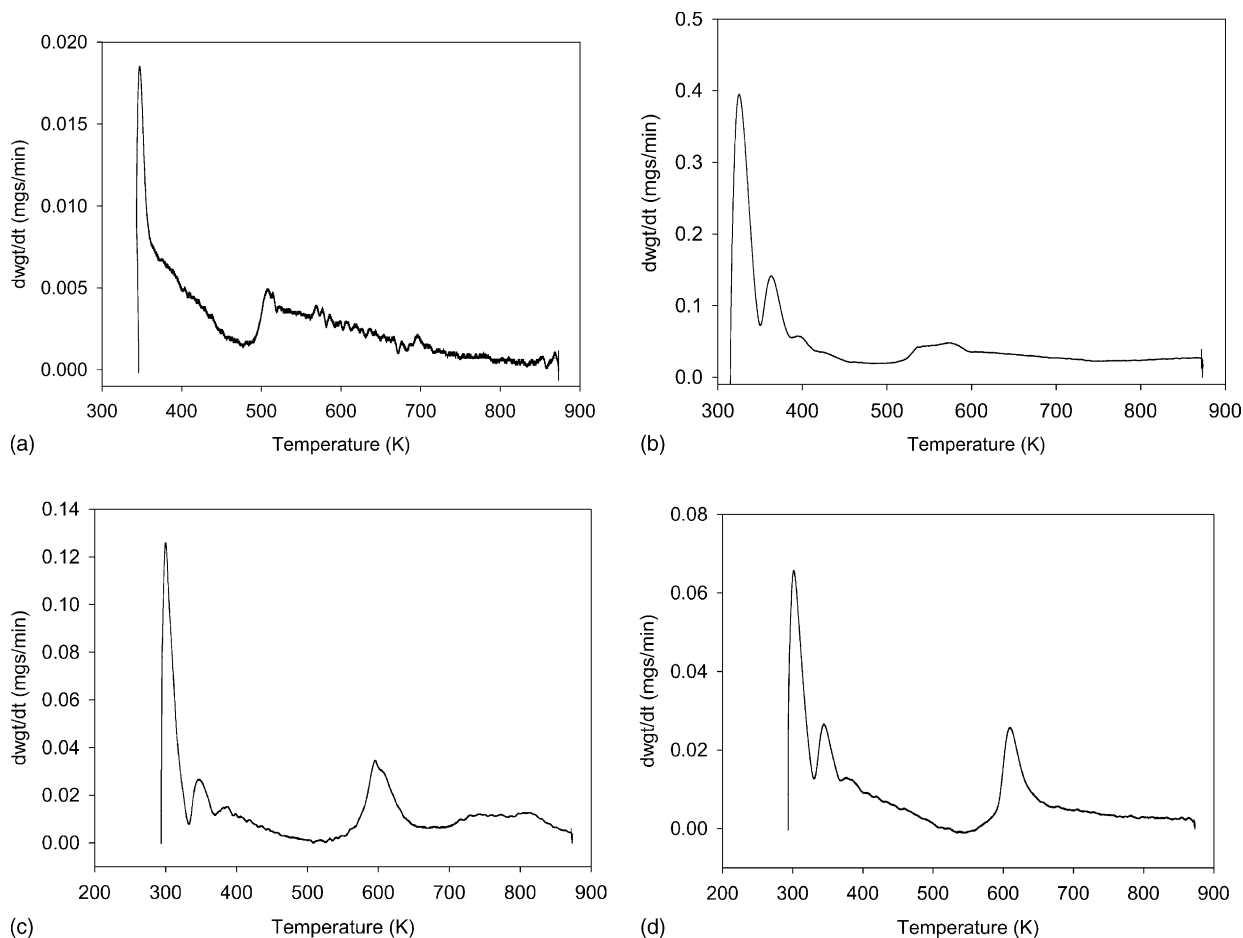 dwgt/dt (mgs/min)
0.020
0.015
0.010
0.005
0.000
300 400 500 600 700 800 900
Temperature (K)
(a)
dwgt/dt (mgs/min)
0.5
0.4
0.3
0.2
0.1
0.0
300 400 500 600 700 800 900
Temperature (K)
(b)
dwgt/dt (mgs/min)
0.14
0.12
0.10
0.08
0.06
0.04
0.02
0.00
200 300 400 500 600 700 800 900
Temperature (K)
(c)
dwgt/dt (mgs/min)
0.08
0.06
0.04
0.02
0.00
200 300 400 500 600 700 800 900
Temperature (K)
(d)